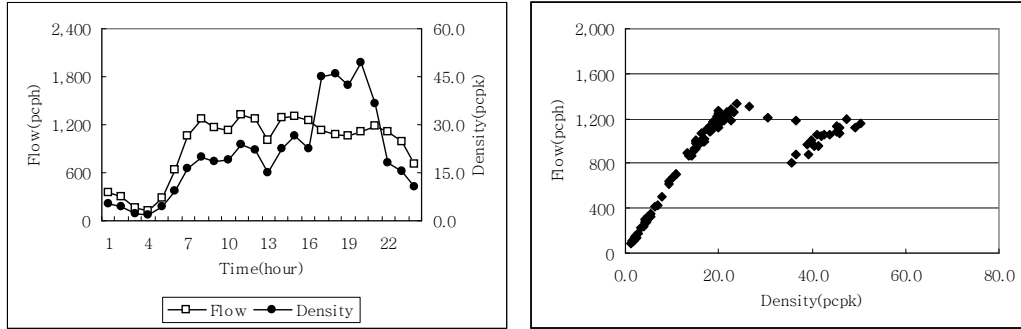 2,400
1,800
1,200
600
0
Flow(pcph)
60.0
45.0
30.0
15.0
0.0
Density(pcpk)
1 4 7 10 13 16 19 22
Time(hour)
Flow Density
2,000
1,600
1,200
800
400
0
Flow(pcph)
0.0 20.0 40.0 60.0 80.0
Density(pcpk)